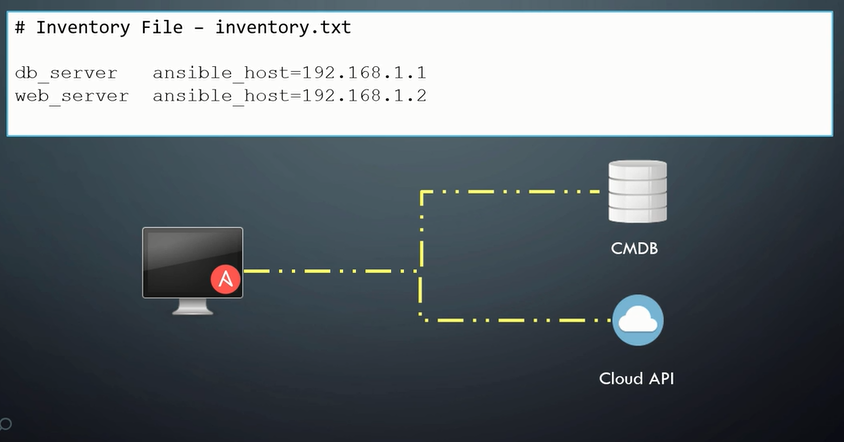 # Inventory File – inventory.txt
db_server ansible_host=192.168.1.1
web_server ansible_host=192.168.1.2
CMDB
Cloud API